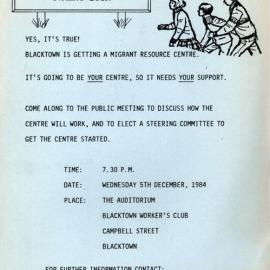 YES, IT'S TRUE!
BLACKTOWN IS GETTING A MIGRANT RESOURCE CENTRE.
IT'S GOING TO BE YOUR CENTRE, SO IT NEEDS YOUR SUPPORT.
COME ALONG TO THE PUBLIC MEETING TO DISCUSS HOW THE
CENTRE WILL WORK, AND TO ELECT A STEERING COMMITTEE TO
GET THE CENTRE STARTED.
TIME: 7.30 P.M.
DATE: WEDNESDAY 5TH DECEMBER, 1984
PLACE: THE AUDITORIUM
BLACKTOWN WORKER'S CLUB
CAMPBELL STREET
BLACKTOWN
FOR FURTHER INFORMATION CONTACT: